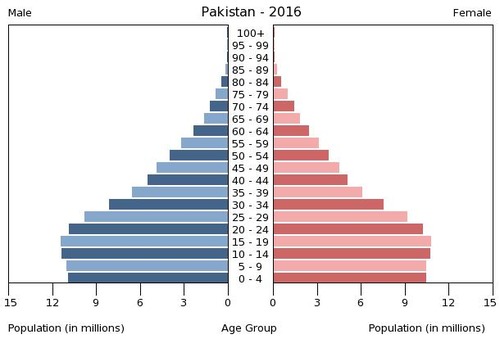 Male Pakistan - 2016 Female
100+
95 - 99
90 - 94
85 - 89
80 - 84
75 - 79
70 - 74
65 - 69
60 - 64
55 - 59
50 - 54
45 - 49
40 - 44
35 - 39
30 - 34
25 - 29
20 - 24
15 - 19
10 - 14
5 - 9
0 - 4
15 12 9 6 3 0 0 3 6 9 12 15
Population (in millions) Age Group Population (in millions)